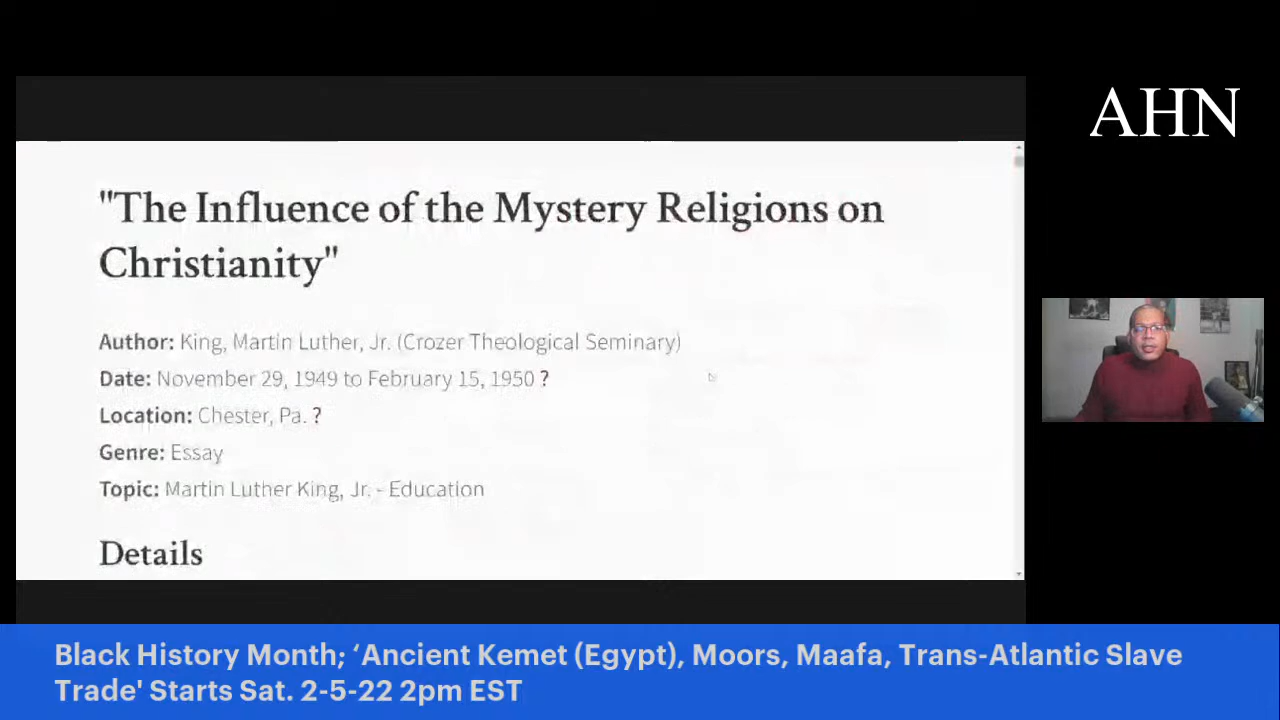 AHN
"The Influence of the Mystery Religions on
Christianity"
Author: King, Martin Luther, Jr. (Crozer Theological Seminary)
Date: November 29, 1949 to February 15, 1950 ?
Location: Chester, Pa. ?
Genre: Essay
Topic: Martin Luther King, Jr. - Education
Details
Black History Month; ‘Ancient Kemet (Egypt), Moors, Maafa, Trans-Atlantic Slave
Trade' Starts Sat. 2-5-22 2pm EST